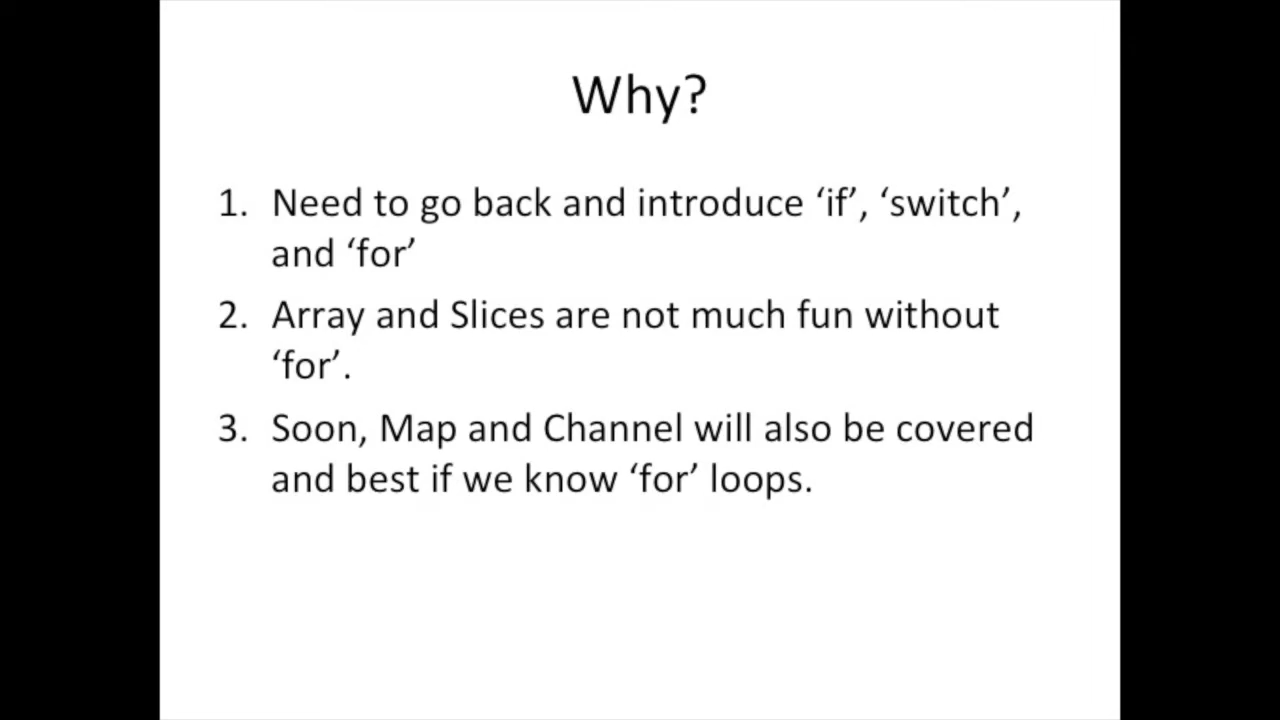 Why?
1. Need to go back and introduce ‘if’, ‘switch’,
and ‘for’
2. Array and Slices are not much fun without
‘for’.
3. Soon, Map and Channel will also be covered
and best if we know ‘for’ loops.